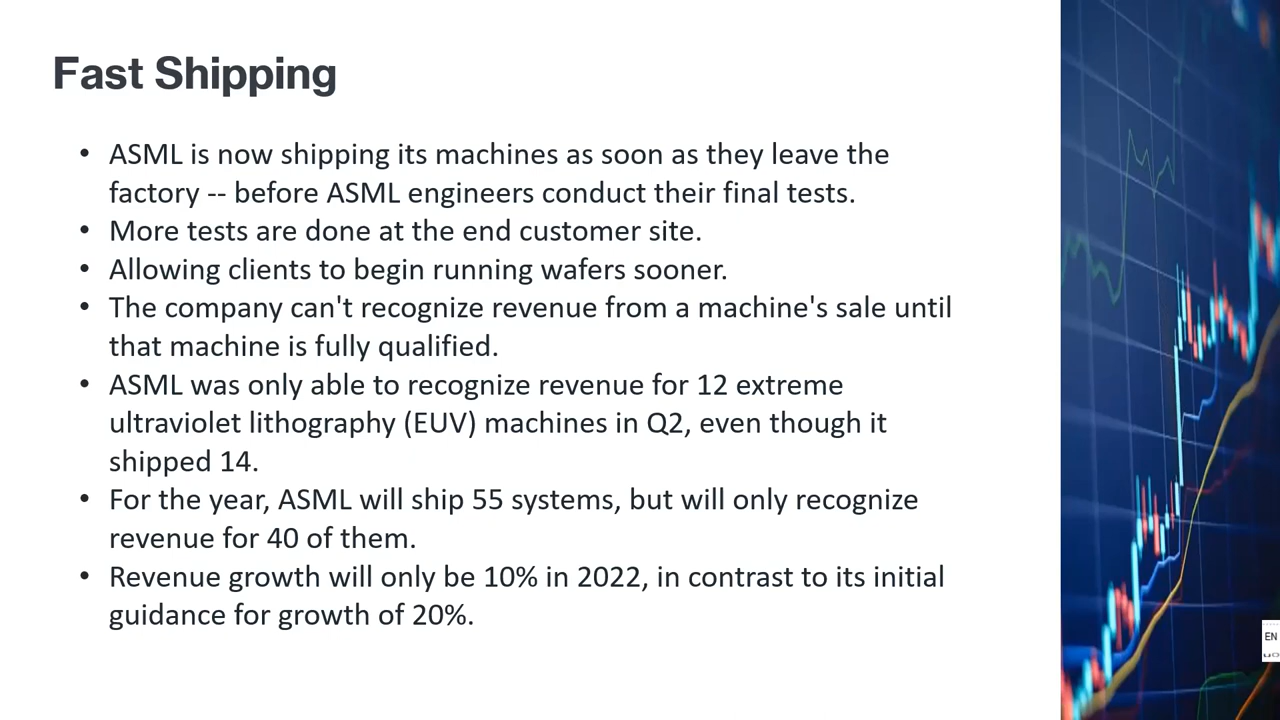 Fast Shipping
• ASML is now shipping its machines as soon as they leave the
factory -- before ASML engineers conduct their final tests.
• More tests are done at the end customer site.
• Allowing clients to begin running wafers sooner.
• The company can't recognize revenue from a machine's sale until
that machine is fully qualified.
• ASML was only able to recognize revenue for 12 extreme
ultraviolet lithography (EUV) machines in Q2, even though it
shipped 14.
• For the year, ASML will ship 55 systems, but will only recognize
revenue for 40 of them.
• Revenue growth will only be 10% in 2022, in contrast to its initial
guidance for growth of 20%.
EN